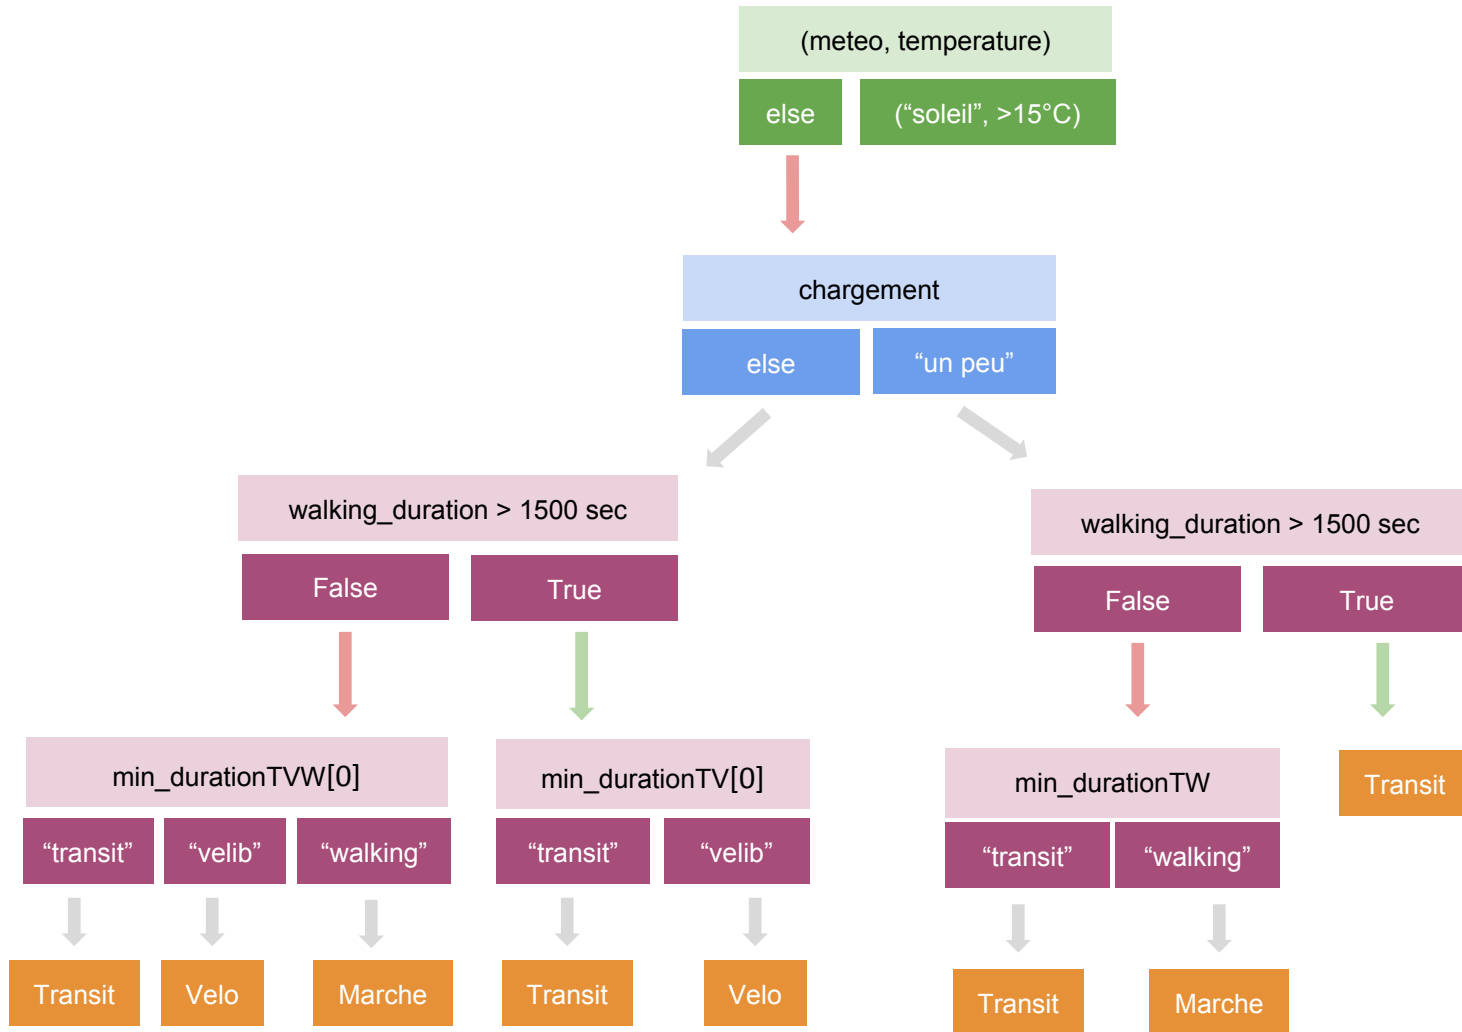 (meteo, temperature)
else
(“soleil”, >15°C)
chargement
else
“un peu”
walking_duration > 1500 sec
False
True
walking_duration > 1500 sec
False
True
min_durationTVW[0]
“transit”
“velib”
“walking”
min_durationTV[0]
“transit”
“velib”
min_durationTW
“transit”
“walking”
Transit
Transit
Velo
Marche
Transit
Velo
Transit
Marche